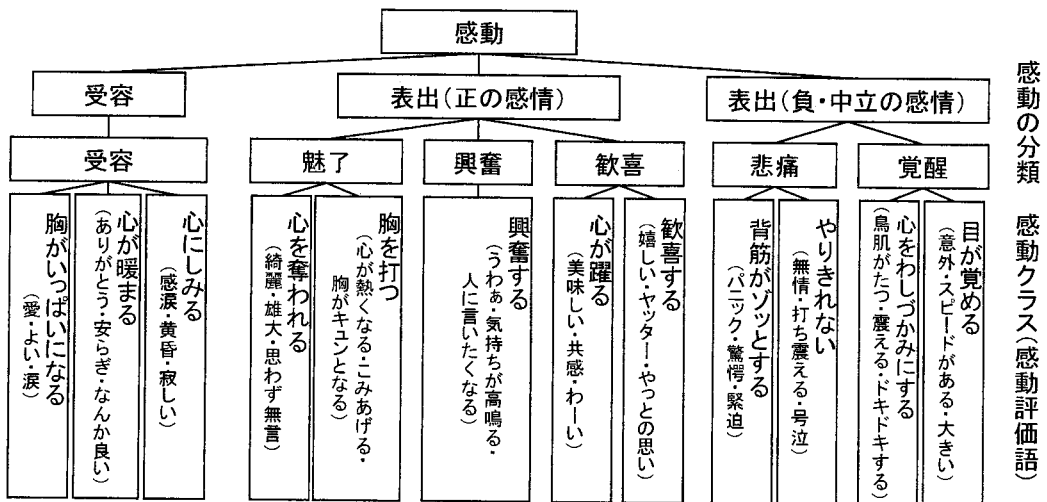 感動
受容
表出(正の感情)
表出(負・中立の感情)
受容
魅了
興奮
歓喜
悲痛
覚醒
胸がいっぱいになる
(愛・よい・涙)
心が暖まる
(ありがとう・安らぎ・なんか良い)
心にしみる
(感涙・黄昏・寂しい)
心を奪われる
(綺麗・雄大・思わず無言)
胸を打つ
(心が熱くなる・こみあげる・
胸がキュンとなる)
興奮する
(うわぁ・気持ちが高鳴る・
人に言いたくなる)
心が躍る
(美味しい・共感・わーい)
歓喜する
(嬉しい・ヤッター・やっとの思い)
背筋がゾッとする
(パニック・驚愕・緊迫)
やりきれない
(無情・打ち震える・号泣)
心をわしづかみにする
(鳥肌がたつ・震える・ドキドキする)
目が覚める
(意外・スピードがある・大きい)
感動の分類
感動クラス(感動評価語)